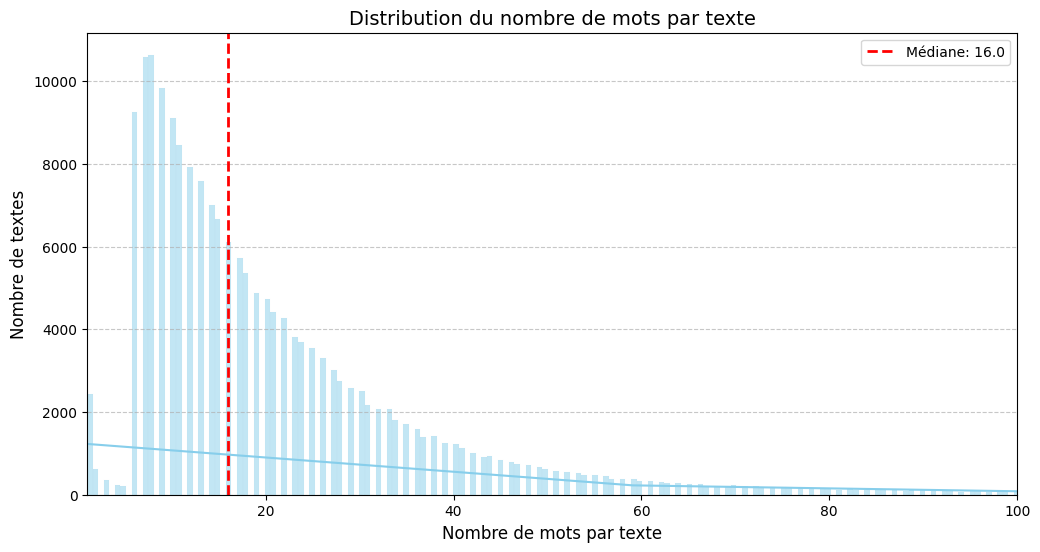 Distribution du nombre de mots par texte
Médiane: 16.0
Nombre de textes
10000
8000
6000
4000
2000
0
20
40
60
80
100
Nombre de mots par texte